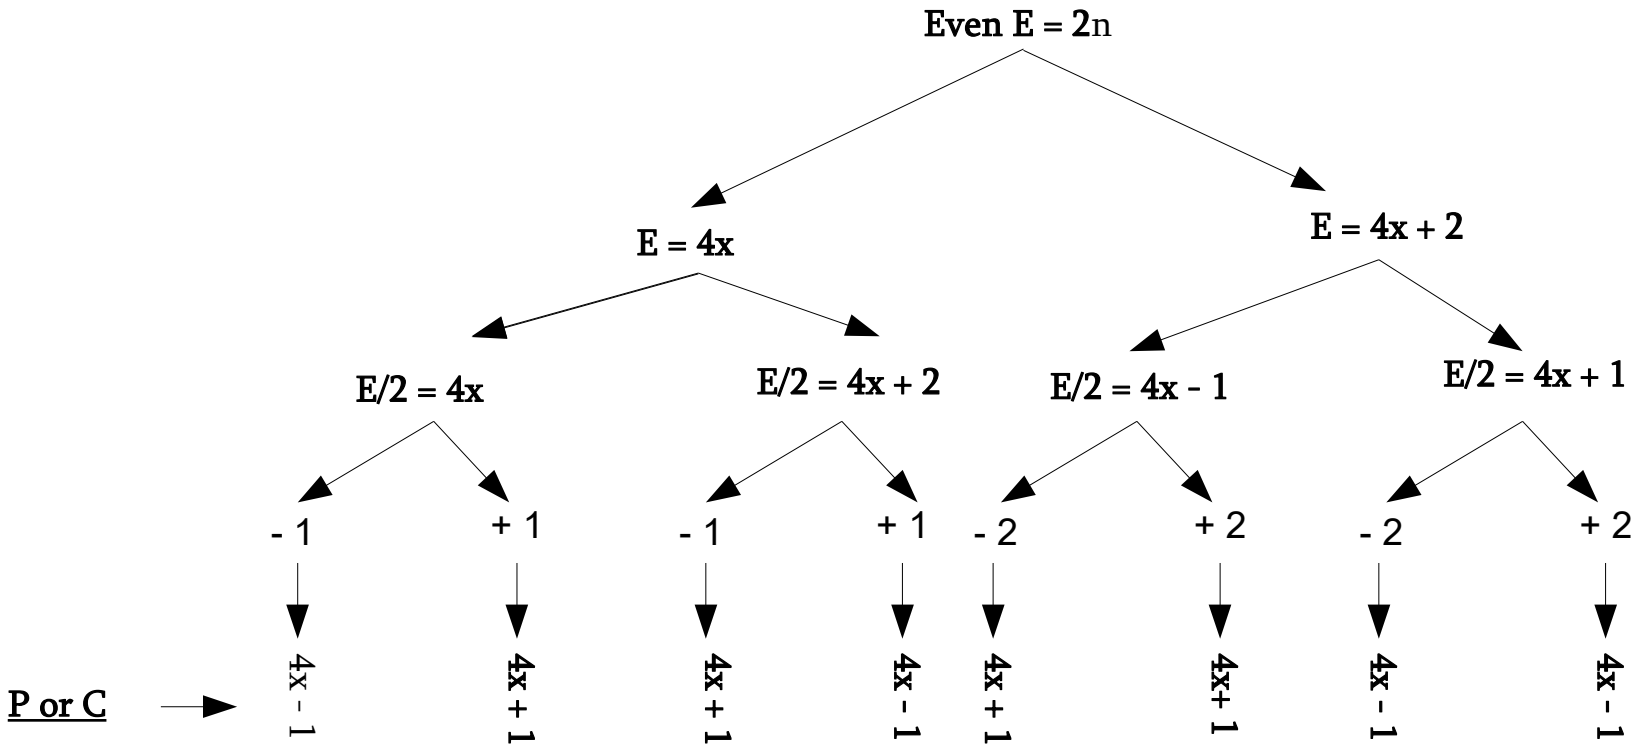 Even E = 2n
E = 4x
E = 4x + 2
E/2 = 4x
E/2 = 4x + 2
E/2 = 4x - 1
E/2 = 4x + 1
- 1
+ 1
- 1
+ 1
- 2
+ 2
- 2
+ 2
P or C
4x - 1
4x + 1
4x + 1
4x - 1
4x + 1
4x+ 1
4x - 1
4x - 1